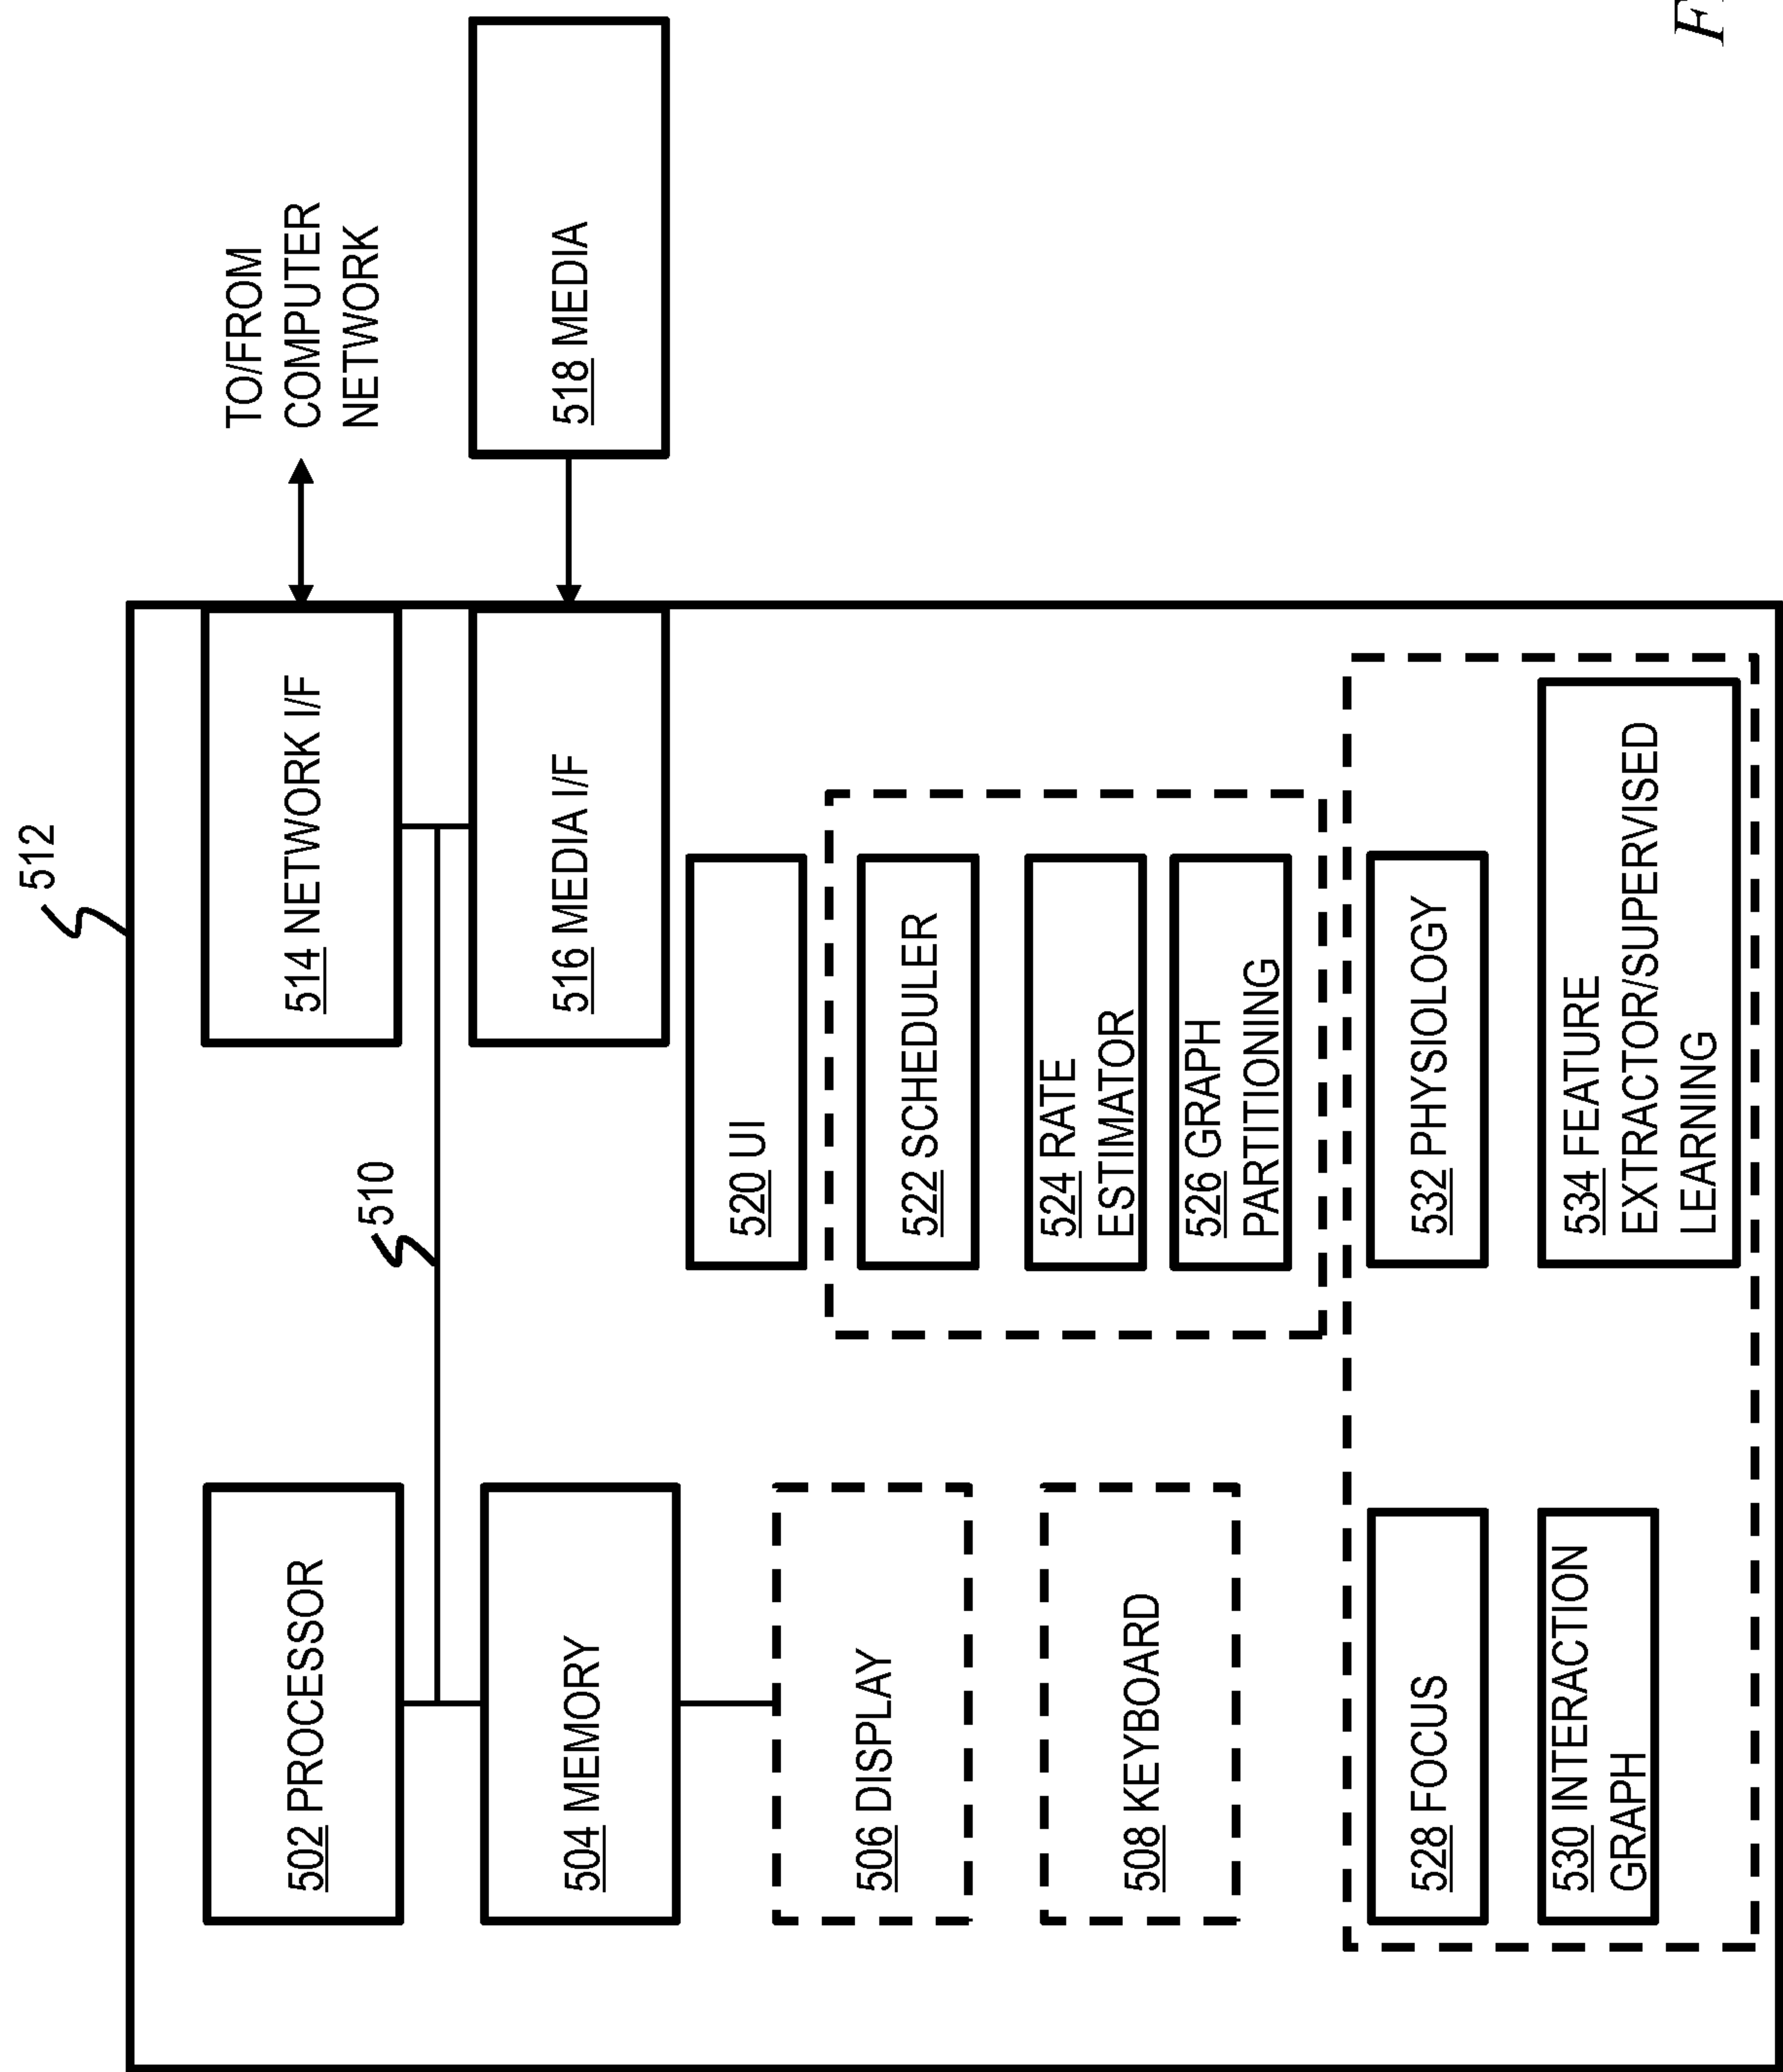 512
502 PROCESSOR
514 NETWORK I/F
TO/FROM
COMPUTER
NETWORK
510
504 MEMORY
516 MEDIA I/F
518 MEDIA
520 UI
506 DISPLAY
522 SCHEDULER
508 KEYBOARD
524 RATE
ESTIMATOR
526 GRAPH
PARTITIONING
528 FOCUS
532 PHYSIOLOGY
530 INTERACTION
GRAPH
534 FEATURE
EXTRACTOR/SUPERVISED
LEARNING